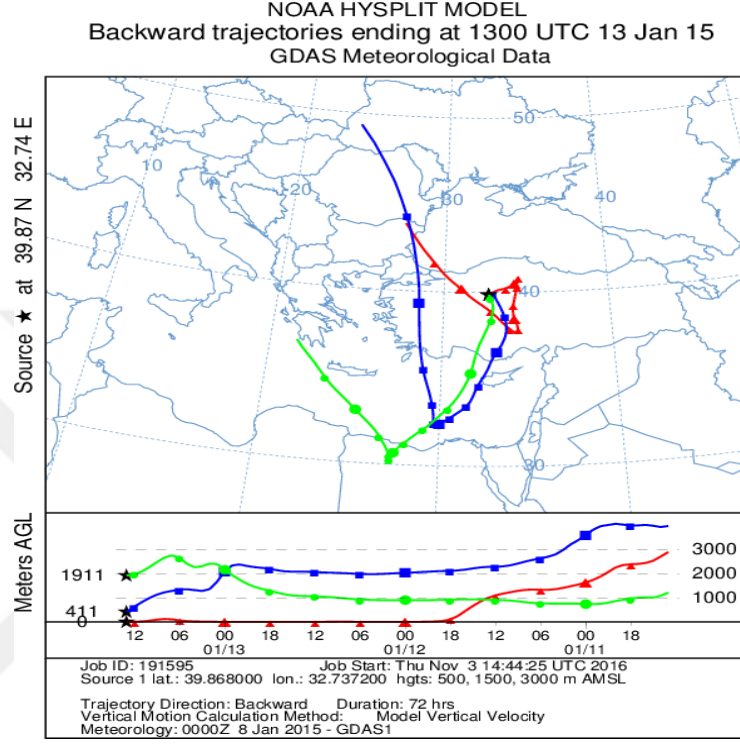 NOAA HYSPLIT MODEL
Backward trajectories ending at 1300 UTC 13 Jan 15
GDAS Meteorological Data
Source ★ at 39.87 N 32.74 E
50
10
20
30
40
40
30
Meters AGL
1911
411
0
3000
2000
1000
12 06 00 18 12 06 00 18 12 06 00 18
01/13 01/12 01/11
Job ID: 191595 Job Start: Thu Nov 3 14:44:25 UTC 2016
Source 1 lat.: 39.868000 lon.: 32.737200 hgts: 500, 1500, 3000 m AMSL
Trajectory Direction: Backward Duration: 72 hrs
Vertical Motion Calculation Method: Model Vertical Velocity
Meteorology: 0000Z 8 Jan 2015 - GDAS1